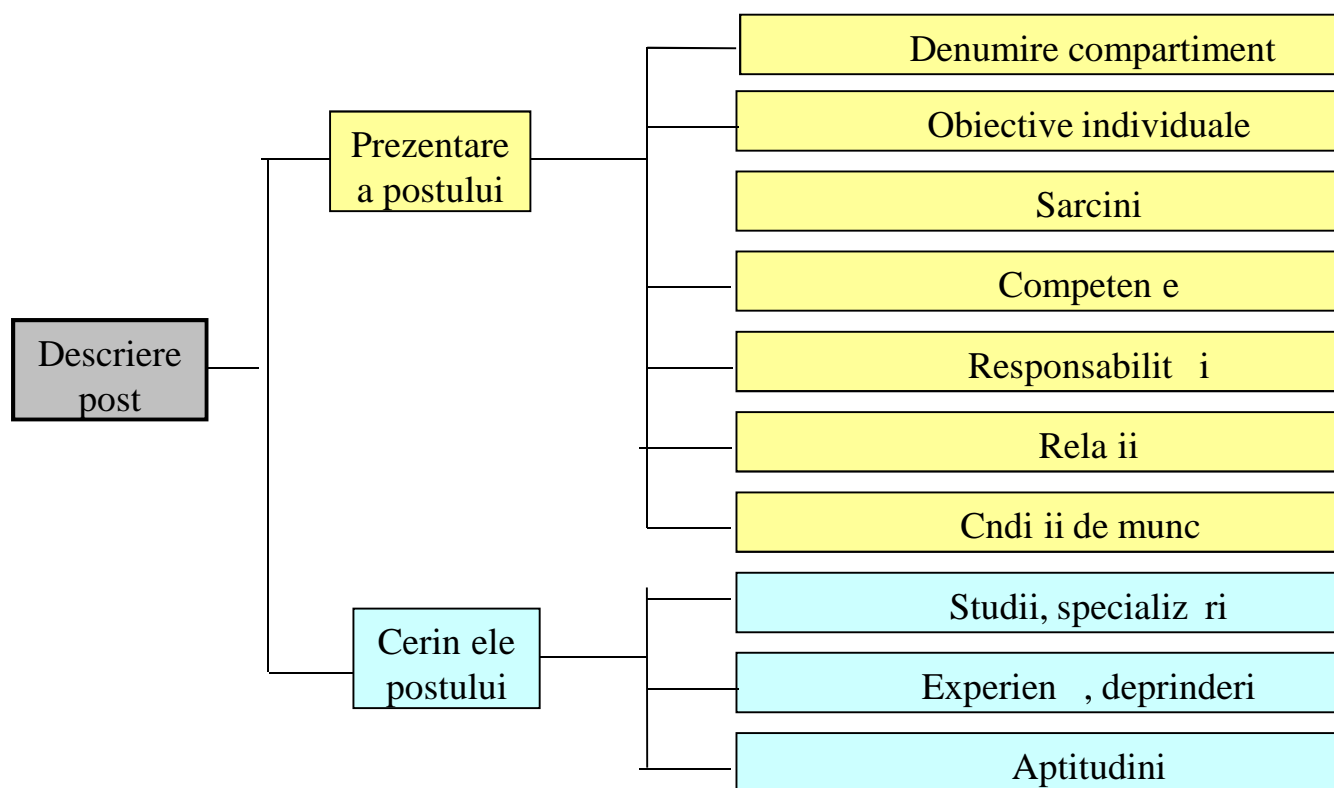 Descriere
post
Prezentare
a postului
Denumire compartiment
Obiective individuale
Sarcini
Competen e
Responsabilit i
Rela ii
Cndi ii de munc
Cerin ele
postului
Studii, specializ ri
Experien , deprinderi
Aptitudini